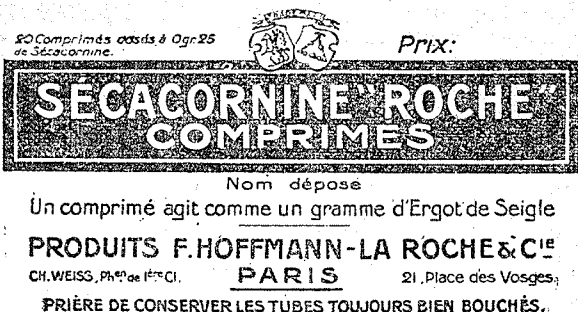 20 Comprimés dosés à 0gr.25
de Sécacornine.
Prix:
SÉCACORNINE "ROCHE"
COMPRIMÉS
Nom déposé
Un comprimé agit comme un gramme d'Ergot de Seigle
PRODUITS F. HOFFMANN-LA ROCHE & Cie
CH. WEISS, Phen de 1ère Cl.
PARIS
21, Place des Vosges.
PRIÈRE DE CONSERVER LES TUBES TOUJOURS BIEN BOUCHÉS.